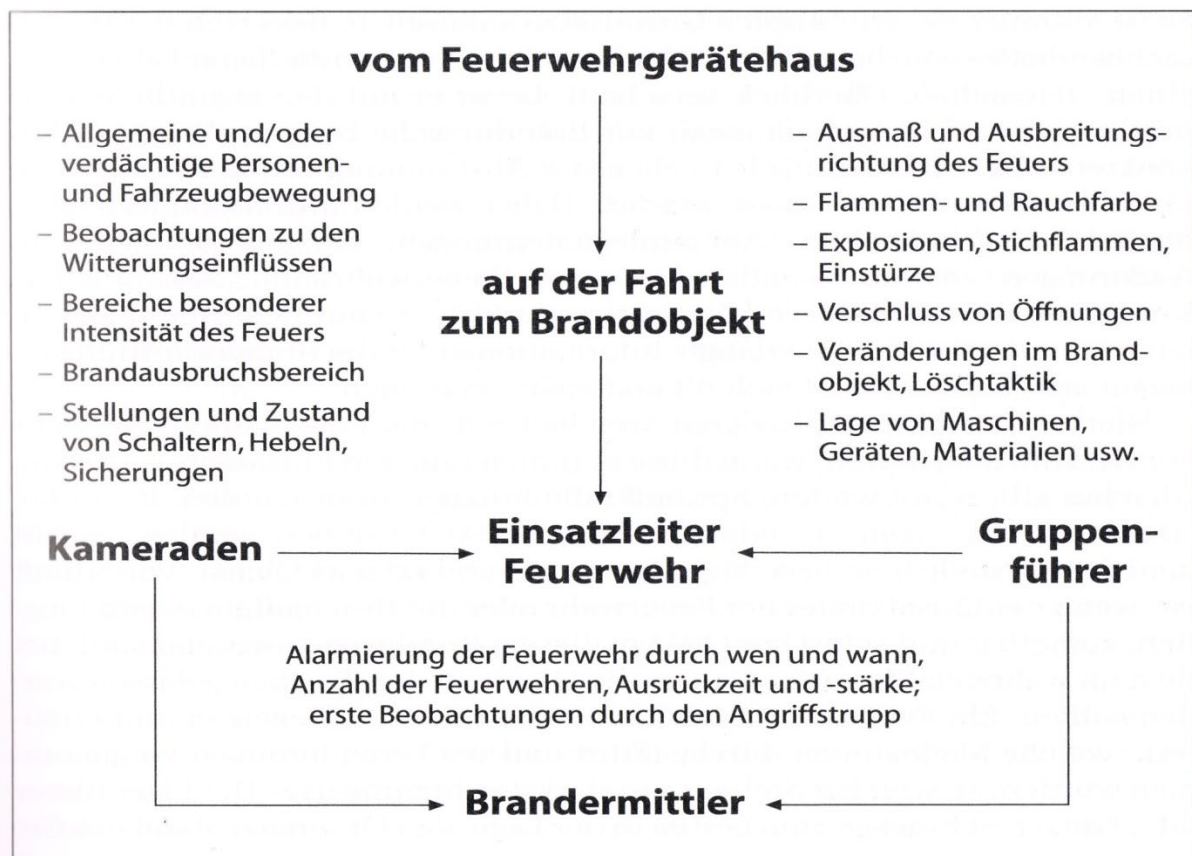 vom Feuerwehrgerätehaus
– Allgemeine und/oder
verdächtige Personen-
und Fahrzeugbewegung
– Beobachtungen zu den
Witterungseinflüssen
– Bereiche besonderer
Intensität des Feuers
– Brandausbruchsbereich
– Stellungen und Zustand
von Schaltern, Hebeln,
Sicherungen
auf der Fahrt
zum Brandobjekt
– Ausmaß und Ausbreitungs-
richtung des Feuers
– Flammen- und Rauchfarbe
– Explosionen, Stichflammen,
Einstürze
– Verschluss von Öffnungen
– Veränderungen im Brand-
objekt, Löschtaktik
– Lage von Maschinen,
Geräten, Materialien usw.
Kameraden
Einsatzleiter
Feuerwehr
Gruppen-
führer
Alarmierung der Feuerwehr durch wen und wann,
Anzahl der Feuerwehren, Ausrückzeit und -stärke;
erste Beobachtungen durch den Angriffstrupp
Brandermittler